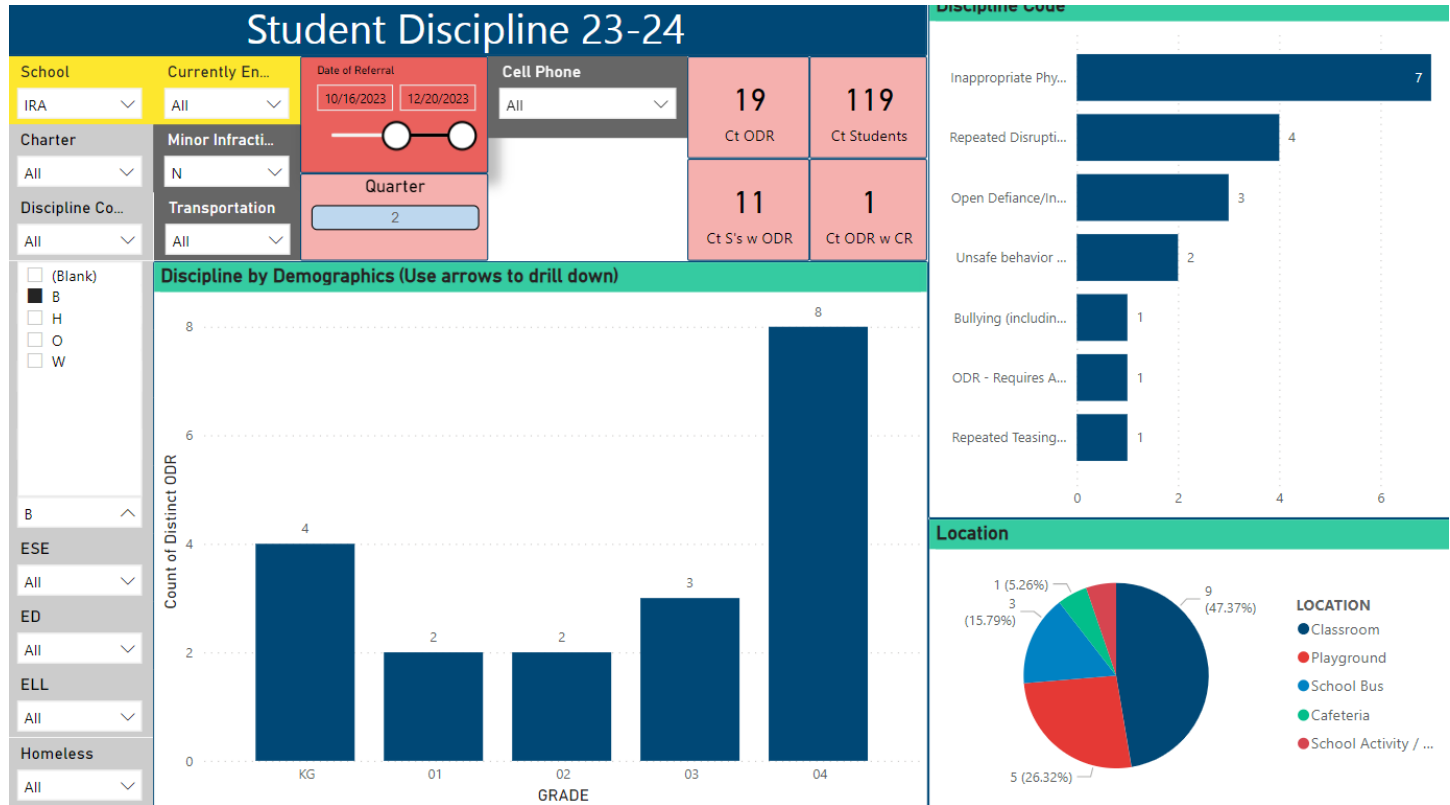 Student Discipline 23-24
School
IRA
Currently En...
All
Date of Referral
10/16/2023 12/20/2023
Cell Phone
All
19
Ct ODR
119
Ct Students
Charter
All
Minor Infracti...
N
Quarter
2
11
Ct S's w ODR
1
Ct ODR w CR
Discipline Co...
All
Transportation
All
(Blank)
B
H
O
W
B
ESE
All
ED
All
ELL
All
Homeless
All
Discipline by Demographics (Use arrows to drill down)
Count of Distinct ODR
8
6
4
2
0
4
2
2
3
8
KG 01 02 03 04
GRADE
Discipline Code
Inappropriate Phy... 7
Repeated Disrupti... 4
Open Defiance/In... 3
Unsafe behavior ... 2
Bullying (includin... 1
ODR - Requires A... 1
Repeated Teasing... 1
0 2 4 6
Location
1 (5.26%)
3
(15.79%)
9
(47.37%)
5 (26.32%)
LOCATION
Classroom
Playground
School Bus
Cafeteria
School Activity / ...